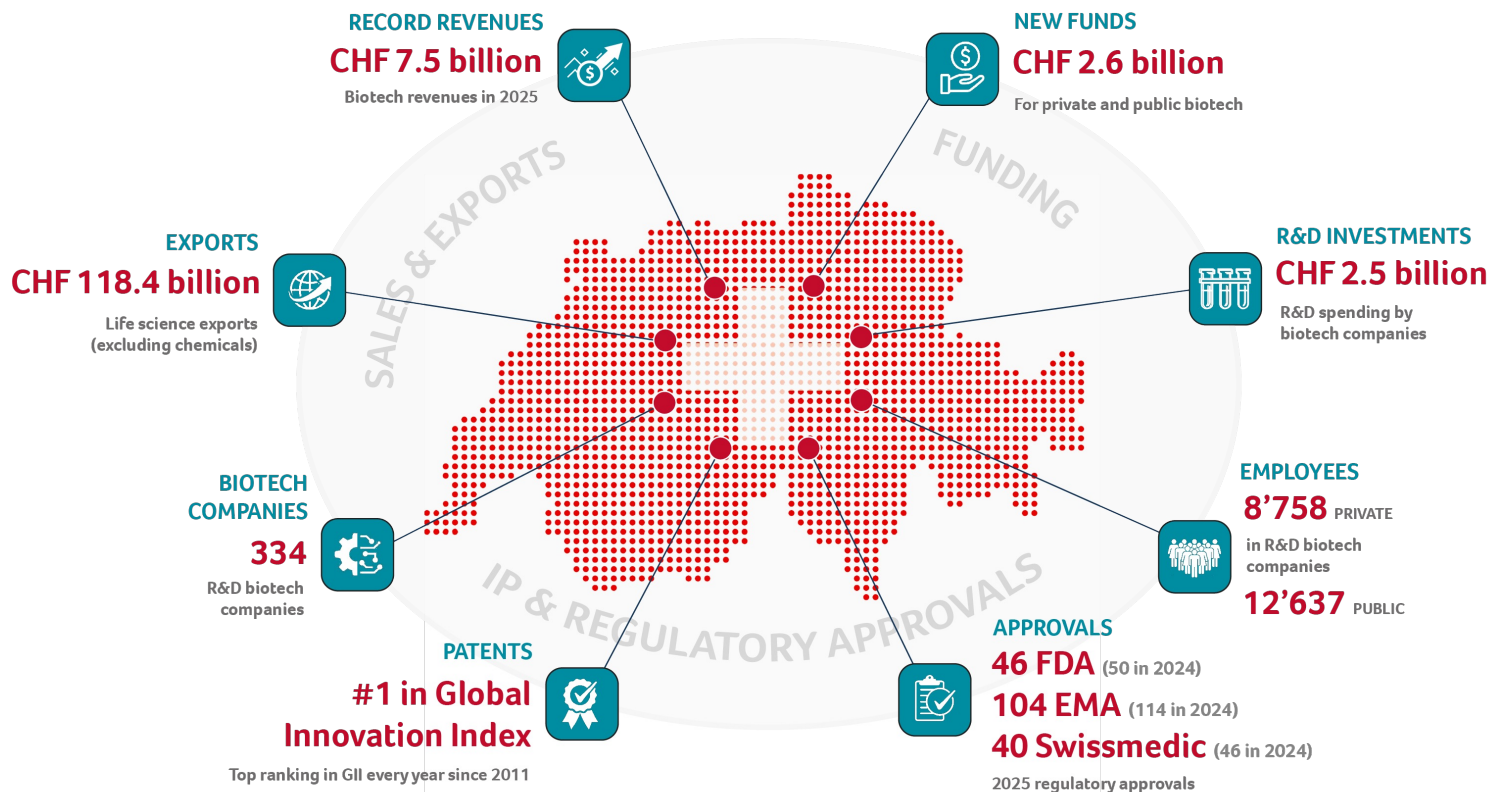 RECORD REVENUES
CHF 7.5 billion
Biotech revenues in 2025
NEW FUNDS
CHF 2.6 billion
For private and public biotech
SALES & EXPORTS
FUNDING
EXPORTS
CHF 118.4 billion
Life science exports
(excluding chemicals)
R&D INVESTMENTS
CHF 2.5 billion
R&D spending by
biotech companies
BIOTECH
COMPANIES
334
R&D biotech
companies
EMPLOYEES
8’758 PRIVATE
in R&D biotech
companies
12’637 PUBLIC
IP & REGULATORY APPROVALS
PATENTS
#1 in Global
Innovation Index
Top ranking in GII every year since 2011
APPROVALS
46 FDA (50 in 2024)
104 EMA (114 in 2024)
40 Swissmedic (46 in 2024)
2025 regulatory approvals